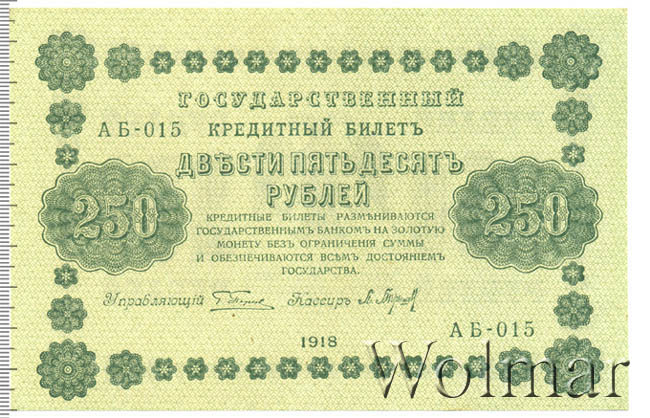 ГОСУДАРСТВЕННЫЙ
АБ-015 КРЕДИТНЫЙ БИЛЕТЪ
ДВѢСТИ ПЯТЬДЕСЯТЪ
РУБЛЕЙ
250 250
КРЕДИТНЫЕ БИЛЕТЫ РАЗМѢНИВАЮТСЯ
ГОСУДАРСТВЕННЫМЪ БАНКОМЪ НА ЗОЛОТУЮ
МОНЕТУ БЕЗЪ ОГРАНИЧЕНІЯ СУММЫ
И ОБЕЗПЕЧИВАЮТСЯ ВСѢМЪ ДОСТОЯНІЕМЪ
ГОСУДАРСТВА.
Управляющій Кассиръ
1918 АБ-015
Wolmar